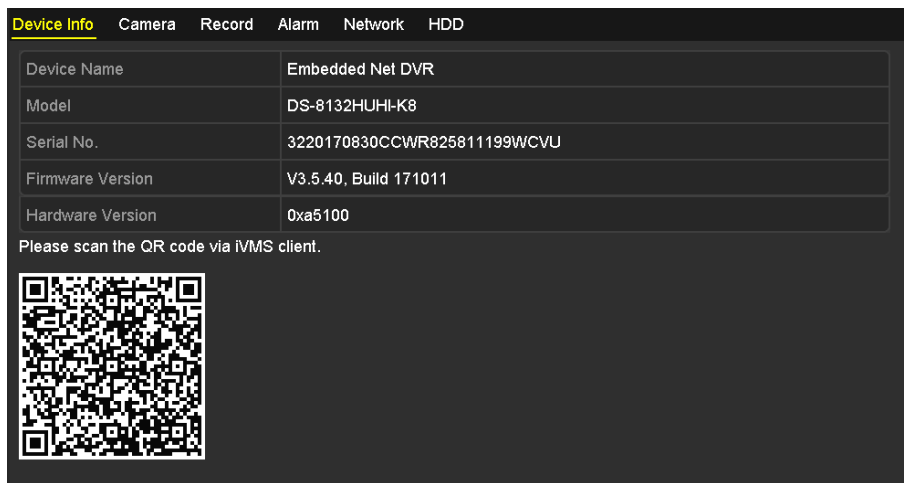 Device Info Camera Record Alarm Network HDD
Device Name Embedded Net DVR
Model DS-8132HUHI-K8
Serial No. 3220170830CCWR825811199WCVU
Firmware Version V3.5.40, Build 171011
Hardware Version 0xa5100
Please scan the QR code via iVMS client.